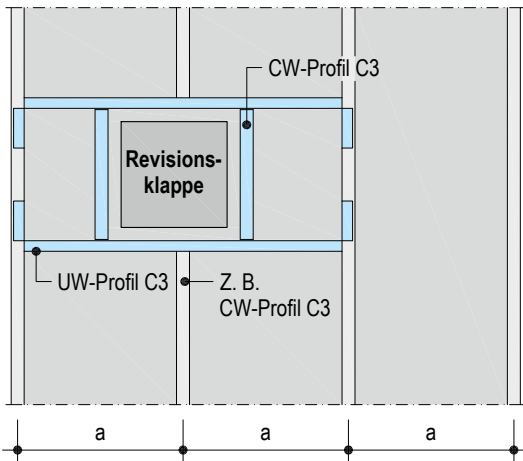 CW-Profil C3
Revisions-
klappe
UW-Profil C3
Z. B.
CW-Profil C3
a
a
a